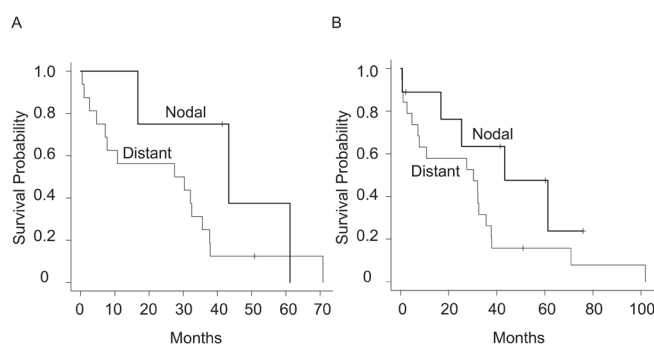 A
Survival Probability
1.0
0.8
0.6
0.4
0.2
0
Nodal
Distant
0 10 20 30 40 50 60 70
Months
B
Survival Probability
1.0
0.8
0.6
0.4
0.2
0
Nodal
Distant
0 20 40 60 80 100
Months